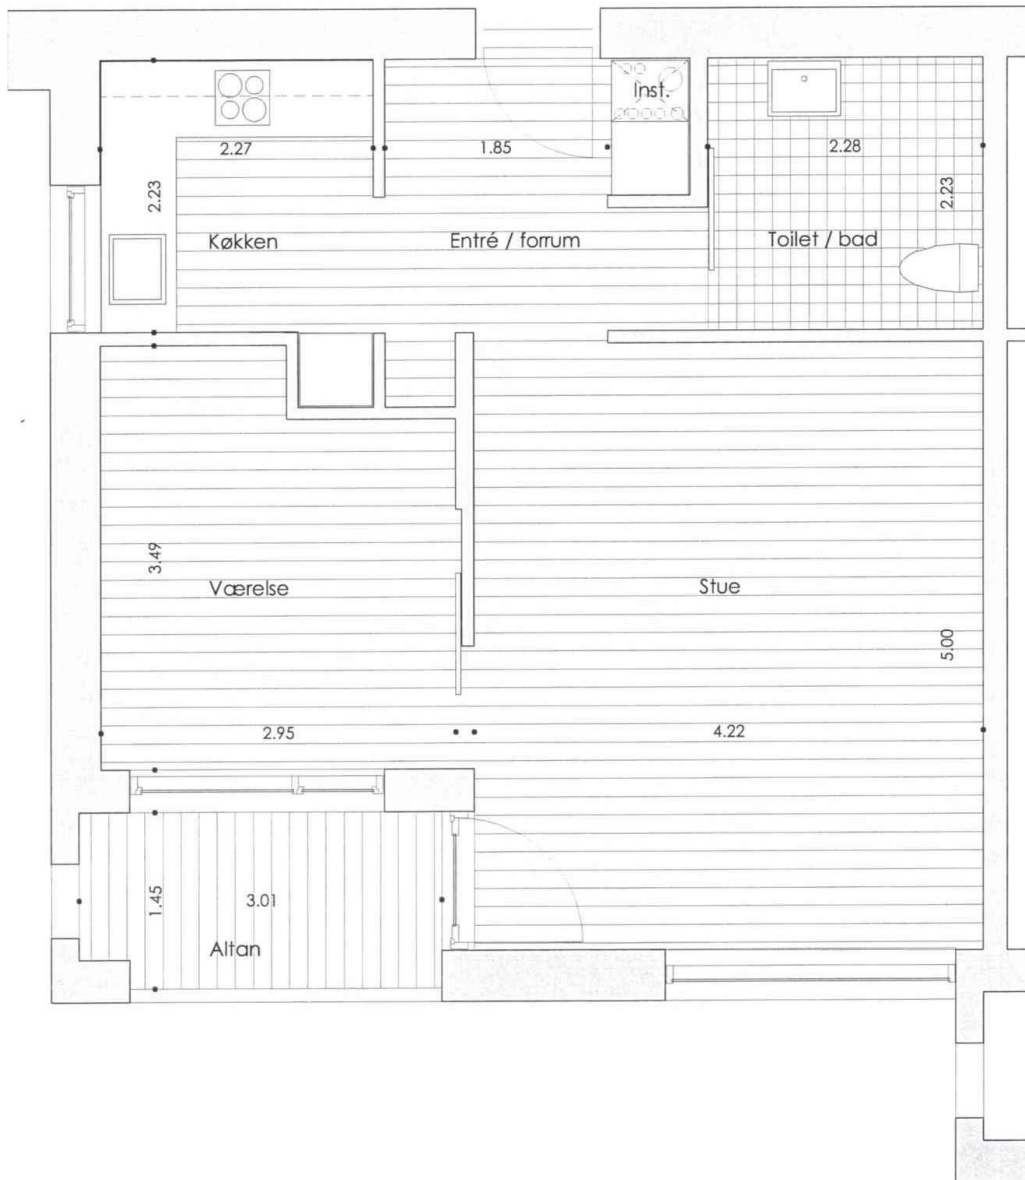 Inst.
2.27
1.85
2.28
2.23
2.23
Køkken
Entré / forrum
Toilet / bad
3.49
Værelse
Stue
5.00
2.95
4.22
1.45
3.01
Altan